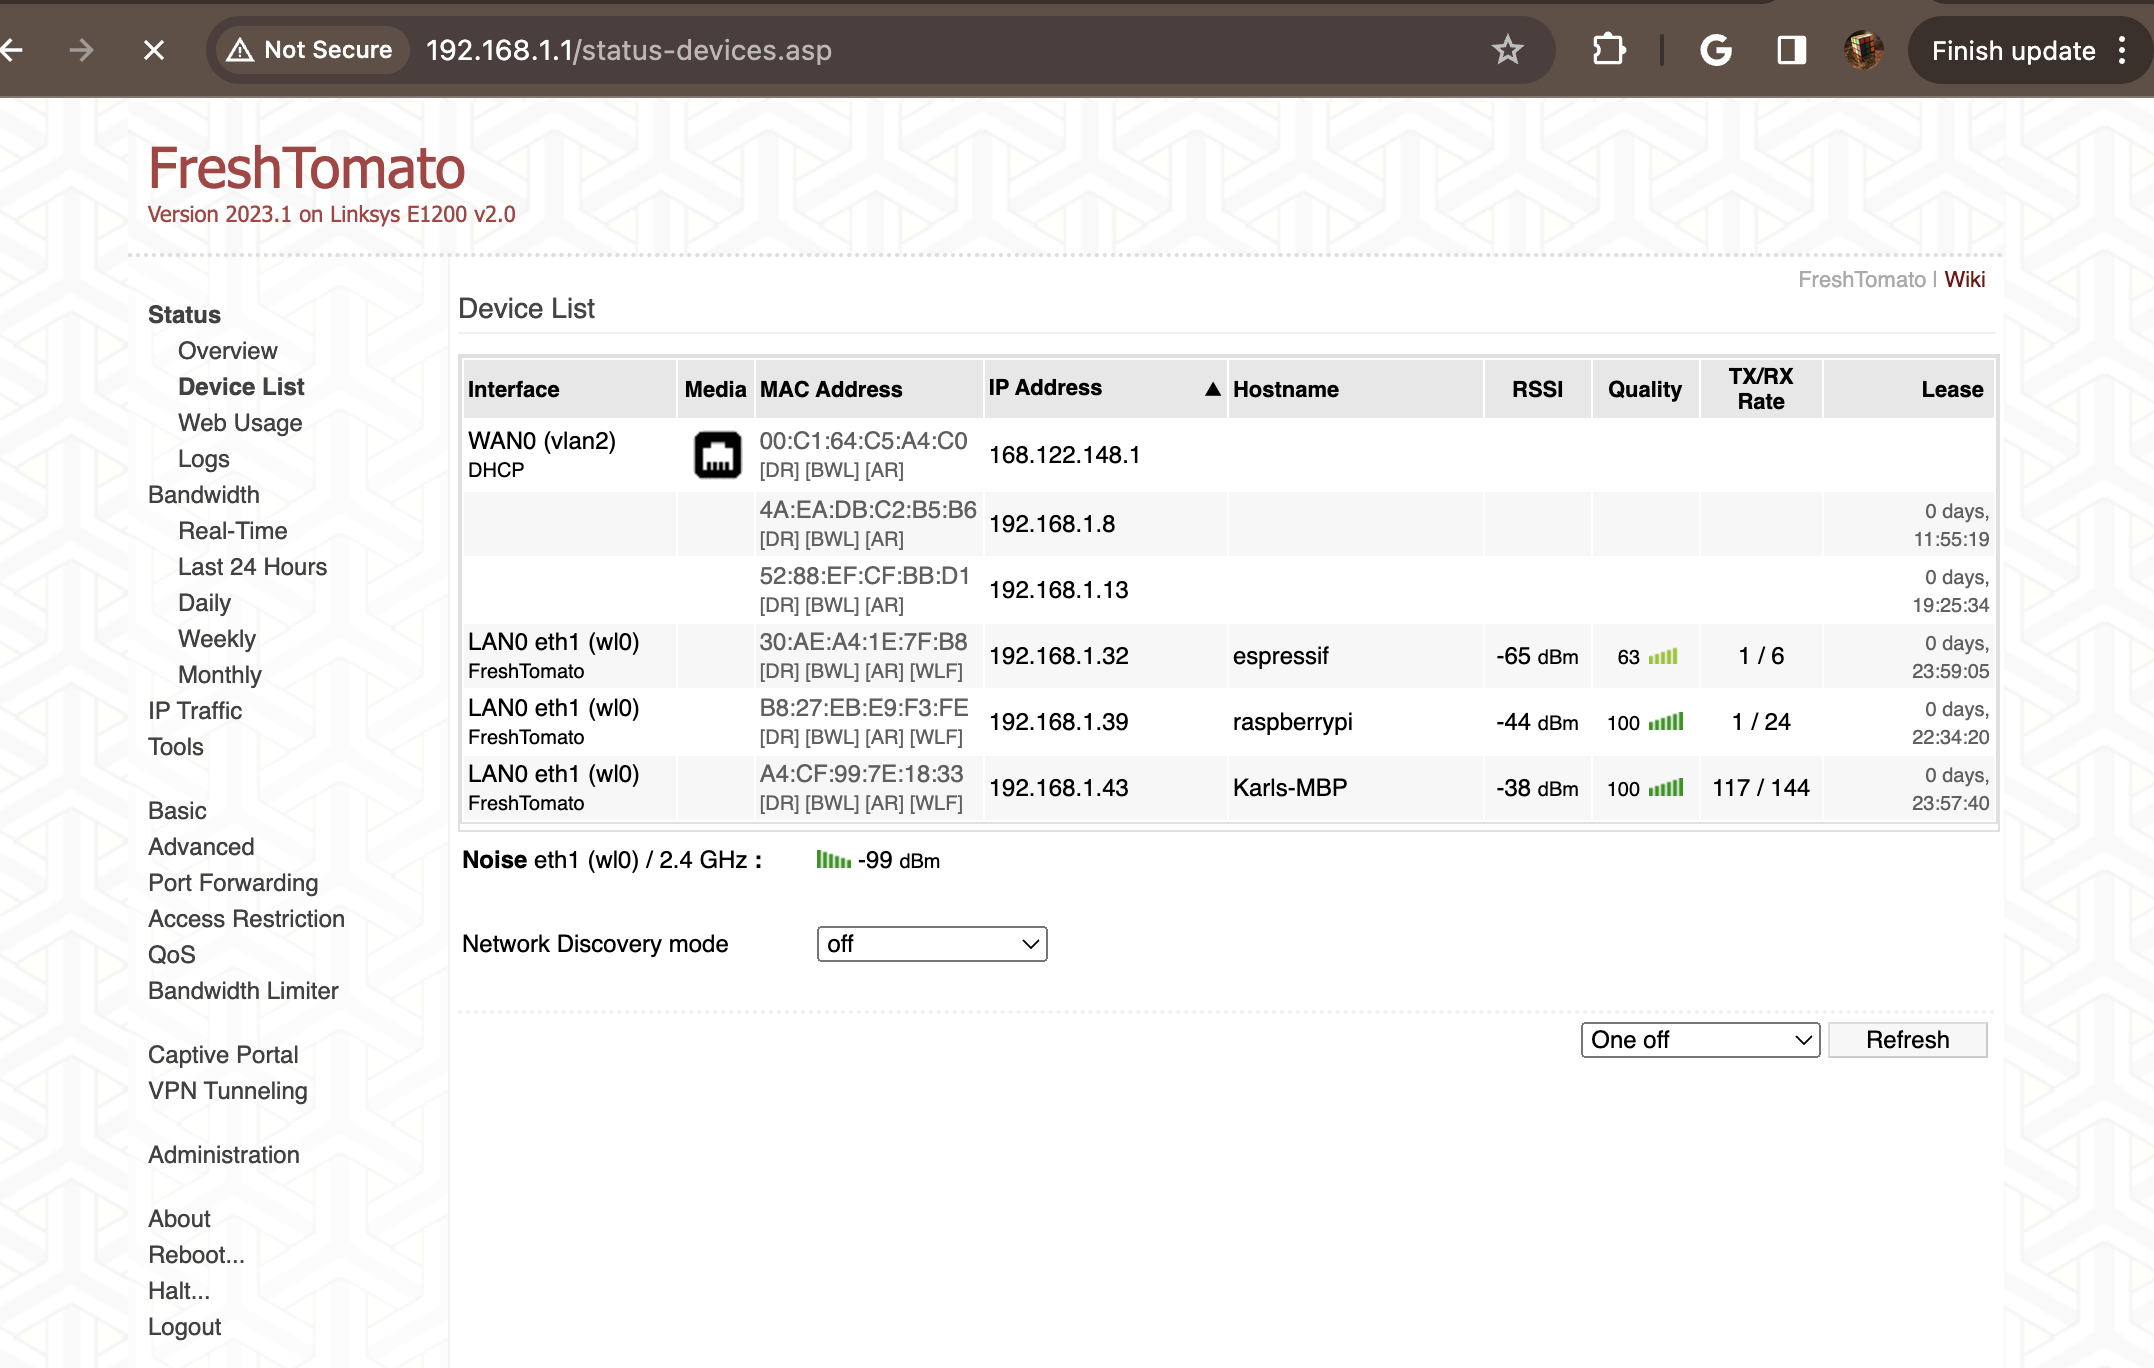 Not Secure 192.168.1.1/status-devices.asp Finish update
FreshTomato
Version 2023.1 on Linksys E1200 v2.0
FreshTomato | Wiki
Status
Overview
Device List
Web Usage
Logs
Bandwidth
Real-Time
Last 24 Hours
Daily
Weekly
Monthly
IP Traffic
Tools
Basic
Advanced
Port Forwarding
Access Restriction
QoS
Bandwidth Limiter
Captive Portal
VPN Tunneling
Administration
About
Reboot...
Halt...
Logout
Device List
Interface Media MAC Address IP Address ▲ Hostname RSSI Quality TX/RX Rate Lease
WAN0 (vlan2) 00:C1:64:C5:A4:C0 168.122.148.1
DHCP [DR] [BWL] [AR]
4A:EA:DB:C2:B5:B6 192.168.1.8 0 days,
[DR] [BWL] [AR] 11:55:19
52:88:EF:CF:BB:D1 192.168.1.13 0 days,
[DR] [BWL] [AR] 19:25:34
LAN0 eth1 (wl0) 30:AE:A4:1E:7F:B8 192.168.1.32 espressif -65 dBm 63 1 / 6 0 days,
FreshTomato [DR] [BWL] [AR] [WLF] 23:59:05
LAN0 eth1 (wl0) B8:27:EB:E9:F3:FE 192.168.1.39 raspberrypi -44 dBm 100 1 / 24 0 days,
FreshTomato [DR] [BWL] [AR] [WLF] 22:34:20
LAN0 eth1 (wl0) A4:CF:99:7E:18:33 192.168.1.43 Karls-MBP -38 dBm 100 117 / 144 0 days,
FreshTomato [DR] [BWL] [AR] [WLF] 23:57:40
Noise eth1 (wl0) / 2.4 GHz : -99 dBm
Network Discovery mode off
One off Refresh